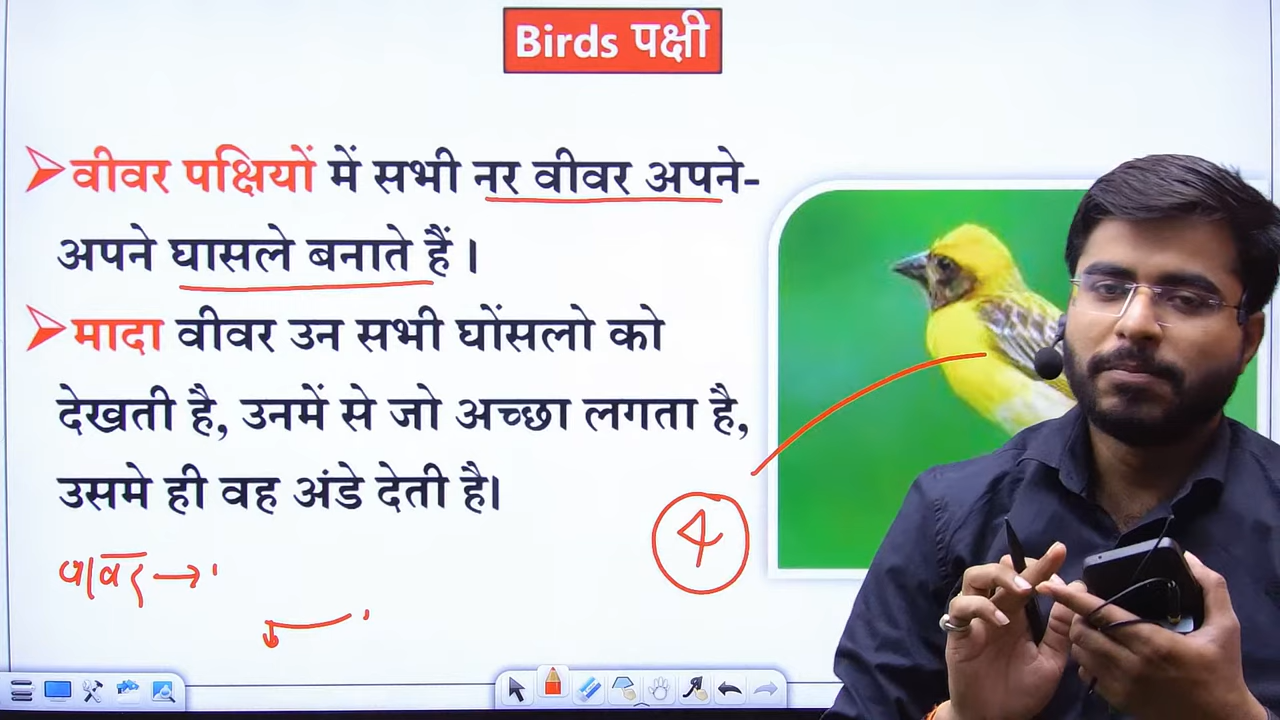 Birds पक्षी
वीवर पक्षियों में सभी नर वीवर अपने-
अपने घासले बनाते हैं ।
मादा वीवर उन सभी घोंसलो को
देखती है, उनमें से जो अच्छा लगता है,
उसमे ही वह अंडे देती है।
4